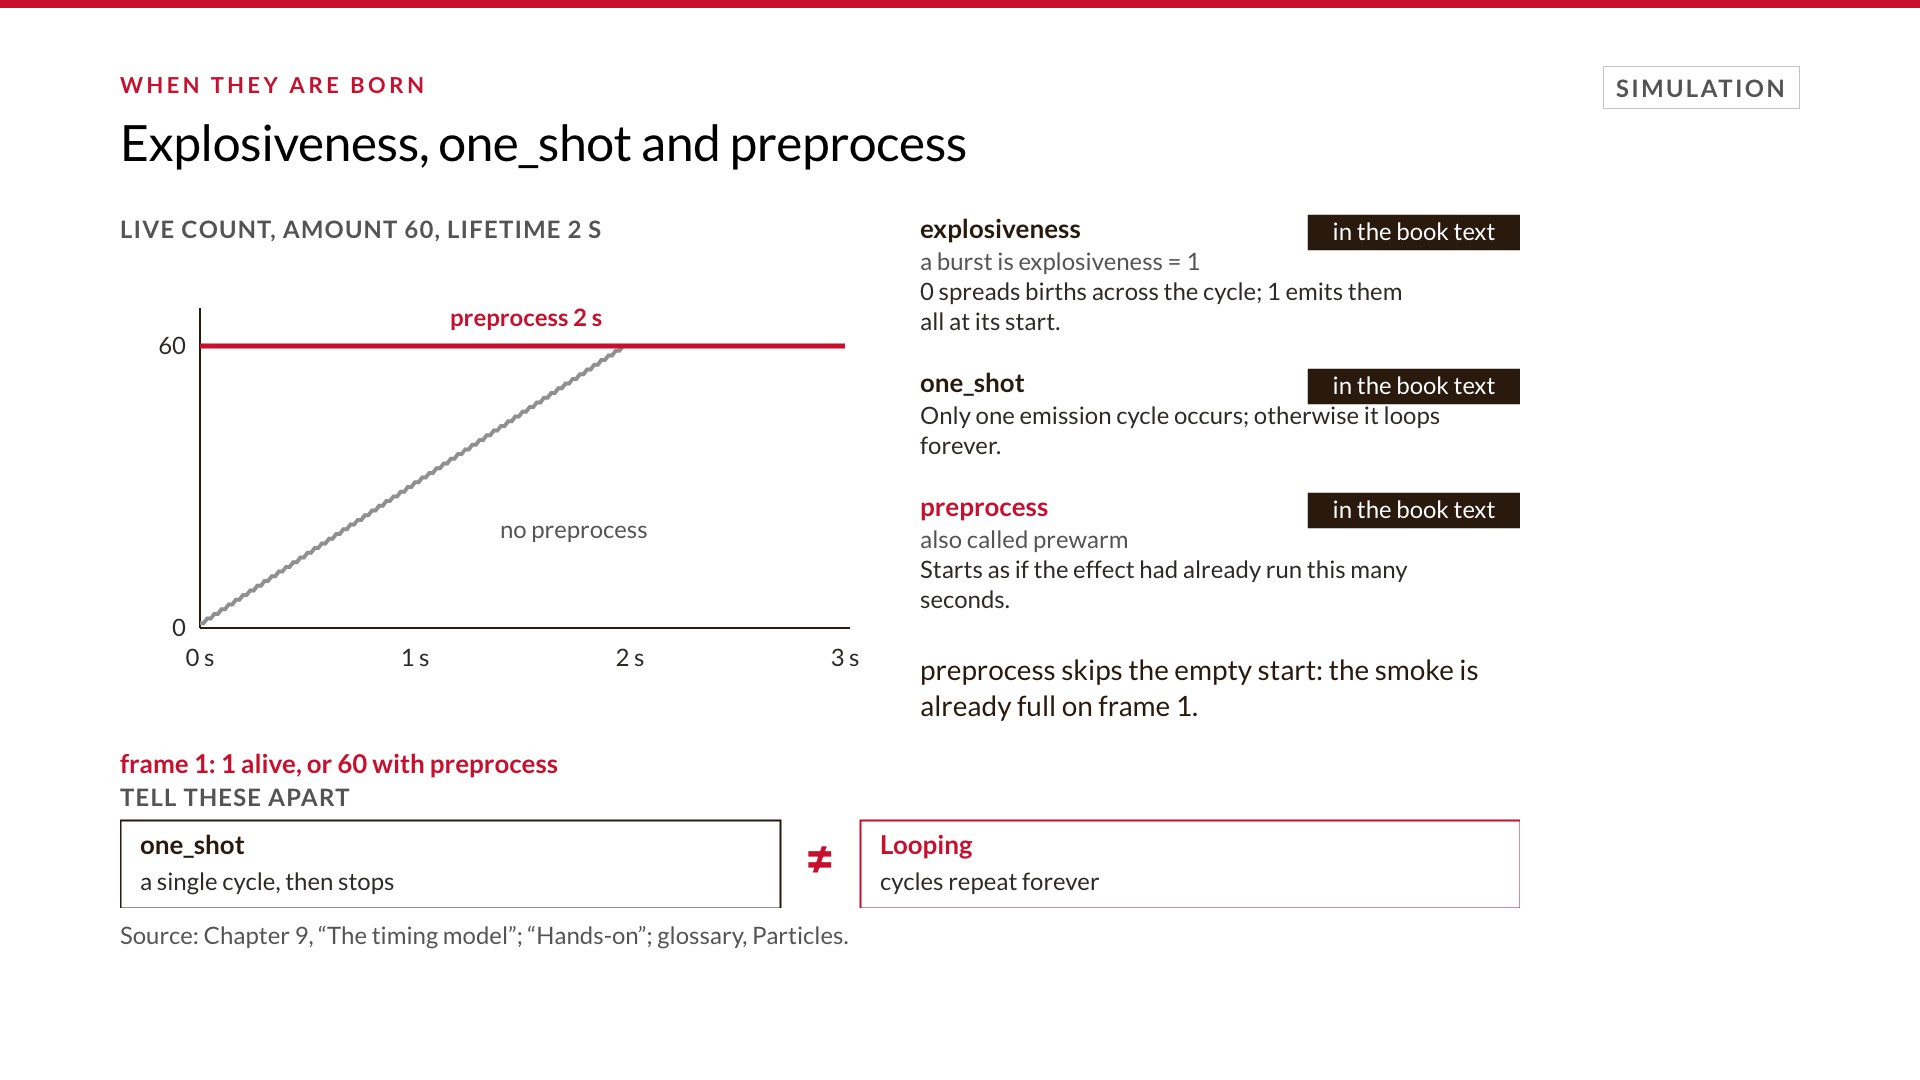 WHEN THEY ARE BORN
SIMULATION
Explosiveness, one_shot and preprocess
LIVE COUNT, AMOUNT 60, LIFETIME 2 S
preprocess 2 s
60
no preprocess
0
0 s
1 s
2 s
3 s
explosiveness
in the book text
a burst is explosiveness = 1
0 spreads births across the cycle; 1 emits them
all at its start.
one_shot
in the book text
Only one emission cycle occurs; otherwise it loops
forever.
preprocess
in the book text
also called prewarm
Starts as if the effect had already run this many
seconds.
preprocess skips the empty start: the smoke is
already full on frame 1.
frame 1: 1 alive, or 60 with preprocess
TELL THESE APART
one_shot
a single cycle, then stops
≠
Looping
cycles repeat forever
Source: Chapter 9, “The timing model”; “Hands-on”; glossary, Particles.